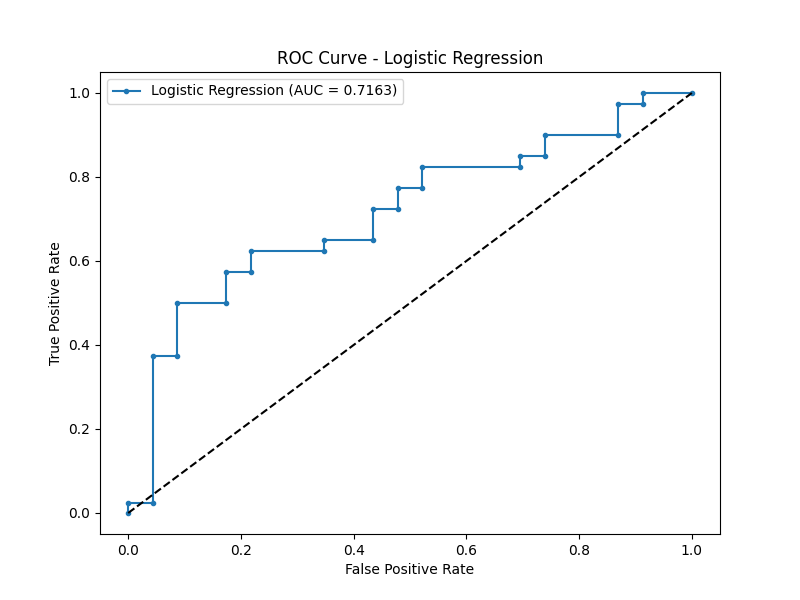 ROC Curve - Logistic Regression
Logistic Regression (AUC = 0.7163)
True Positive Rate
1.0
0.8
0.6
0.4
0.2
0.0
0.0 0.2 0.4 0.6 0.8 1.0
False Positive Rate